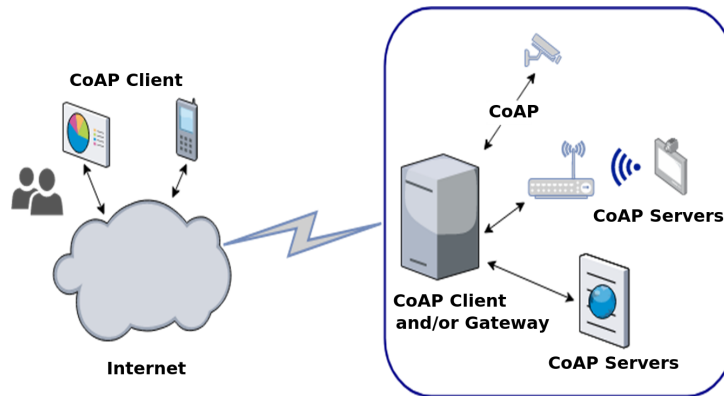 CoAP Client
Internet
CoAP
CoAP Servers
CoAP Client
and/or Gateway
CoAP Servers